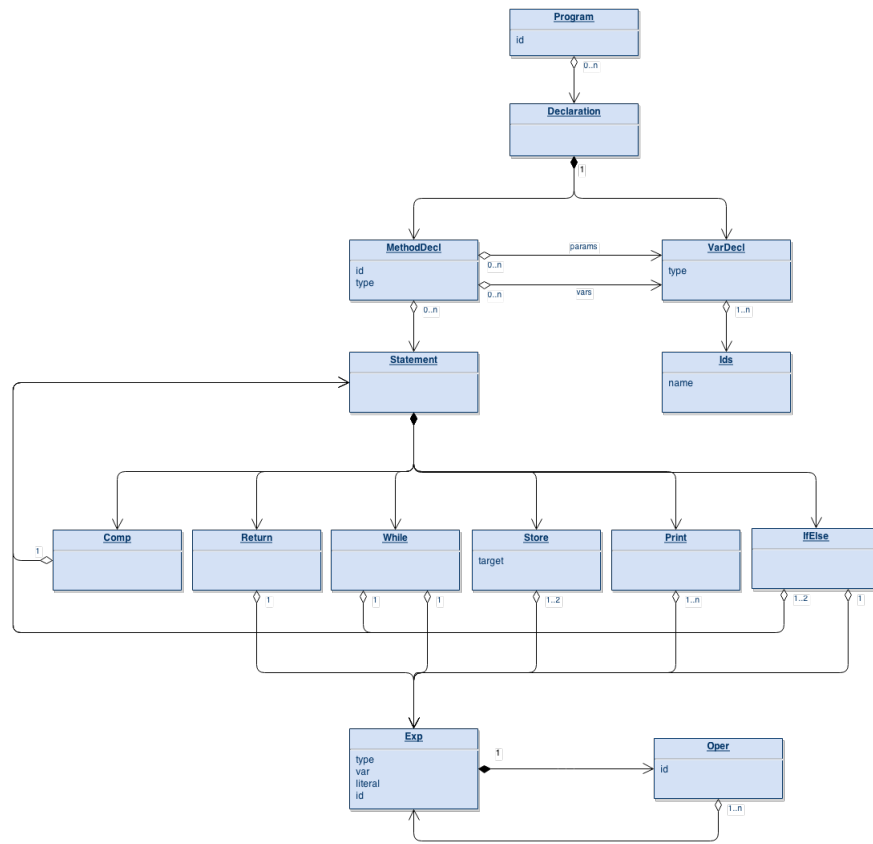 Program
id
0..n
Declaration
1
MethodDecl
id
type
0..n
params
0..n
vars
VarDecl
type
0..n
1..n
Statement
Ids
name
Comp
Return
While
Store
target
Print
IfElse
1
1
1
1
1..2
1..n
1..2
1
Exp
type
var
literal
id
1
Oper
id
1..n